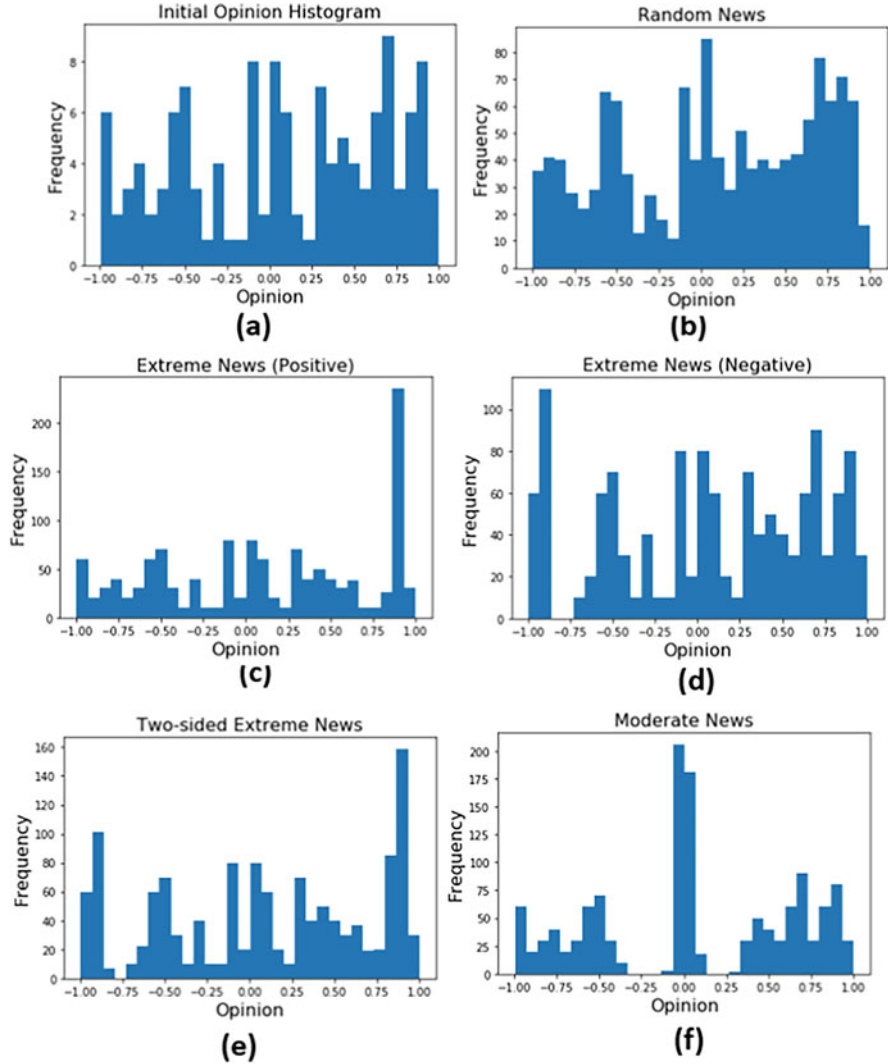 Initial Opinion Histogram
Frequency
8
6
4
2
0
−1.00 −0.75 −0.50 −0.25 0.00 0.25 0.50 0.75 1.00
Opinion
(a)
Random News
Frequency
80
70
60
50
40
30
20
10
0
−1.00 −0.75 −0.50 −0.25 0.00 0.25 0.50 0.75 1.00
Opinion
(b)
Extreme News (Positive)
Frequency
200
150
100
50
0
−1.00 −0.75 −0.50 −0.25 0.00 0.25 0.50 0.75 1.00
Opinion
(c)
Extreme News (Negative)
Frequency
100
80
60
40
20
0
−1.00 −0.75 −0.50 −0.25 0.00 0.25 0.50 0.75 1.00
Opinion
(d)
Two-sided Extreme News
Frequency
160
140
120
100
80
60
40
20
0
−1.00 −0.75 −0.50 −0.25 0.00 0.25 0.50 0.75 1.00
Opinion
(e)
Moderate News
Frequency
200
175
150
125
100
75
50
25
0
−1.00 −0.75 −0.50 −0.25 0.00 0.25 0.50 0.75 1.00
Opinion
(f)